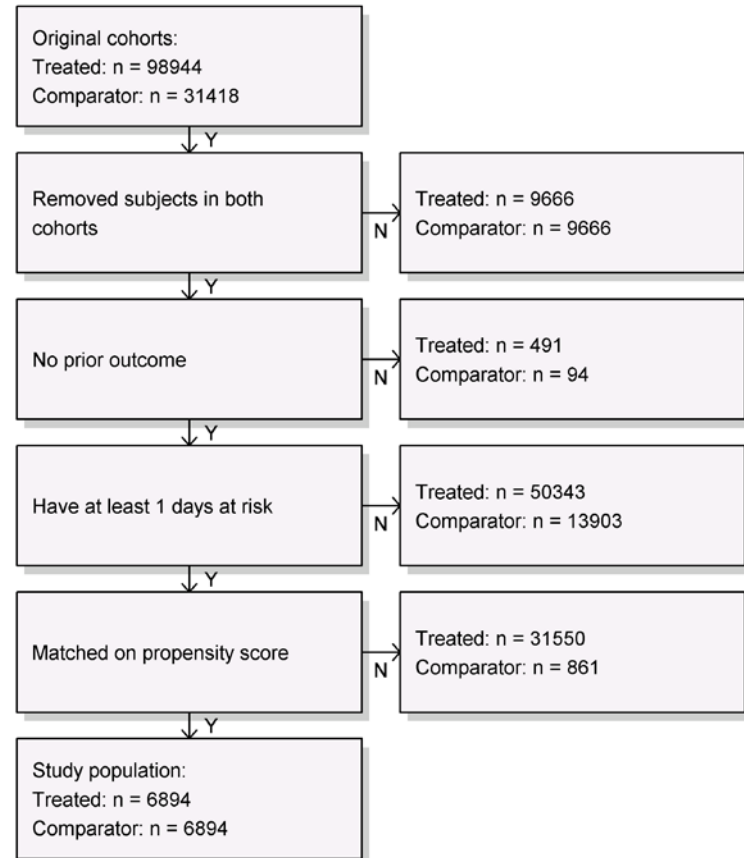 Original cohorts:
Treated: n = 98944
Comparator: n = 31418
Y
Removed subjects in both
cohorts
N
Treated: n = 9666
Comparator: n = 9666
Y
No prior outcome
N
Treated: n = 491
Comparator: n = 94
Y
Have at least 1 days at risk
N
Treated: n = 50343
Comparator: n = 13903
Y
Matched on propensity score
N
Treated: n = 31550
Comparator: n = 861
Y
Study population:
Treated: n = 6894
Comparator: n = 6894